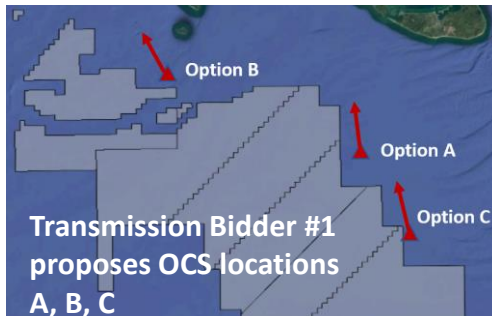 Option B
Option A
Option C
Transmission Bidder #1
proposes OCS locations
A, B, C